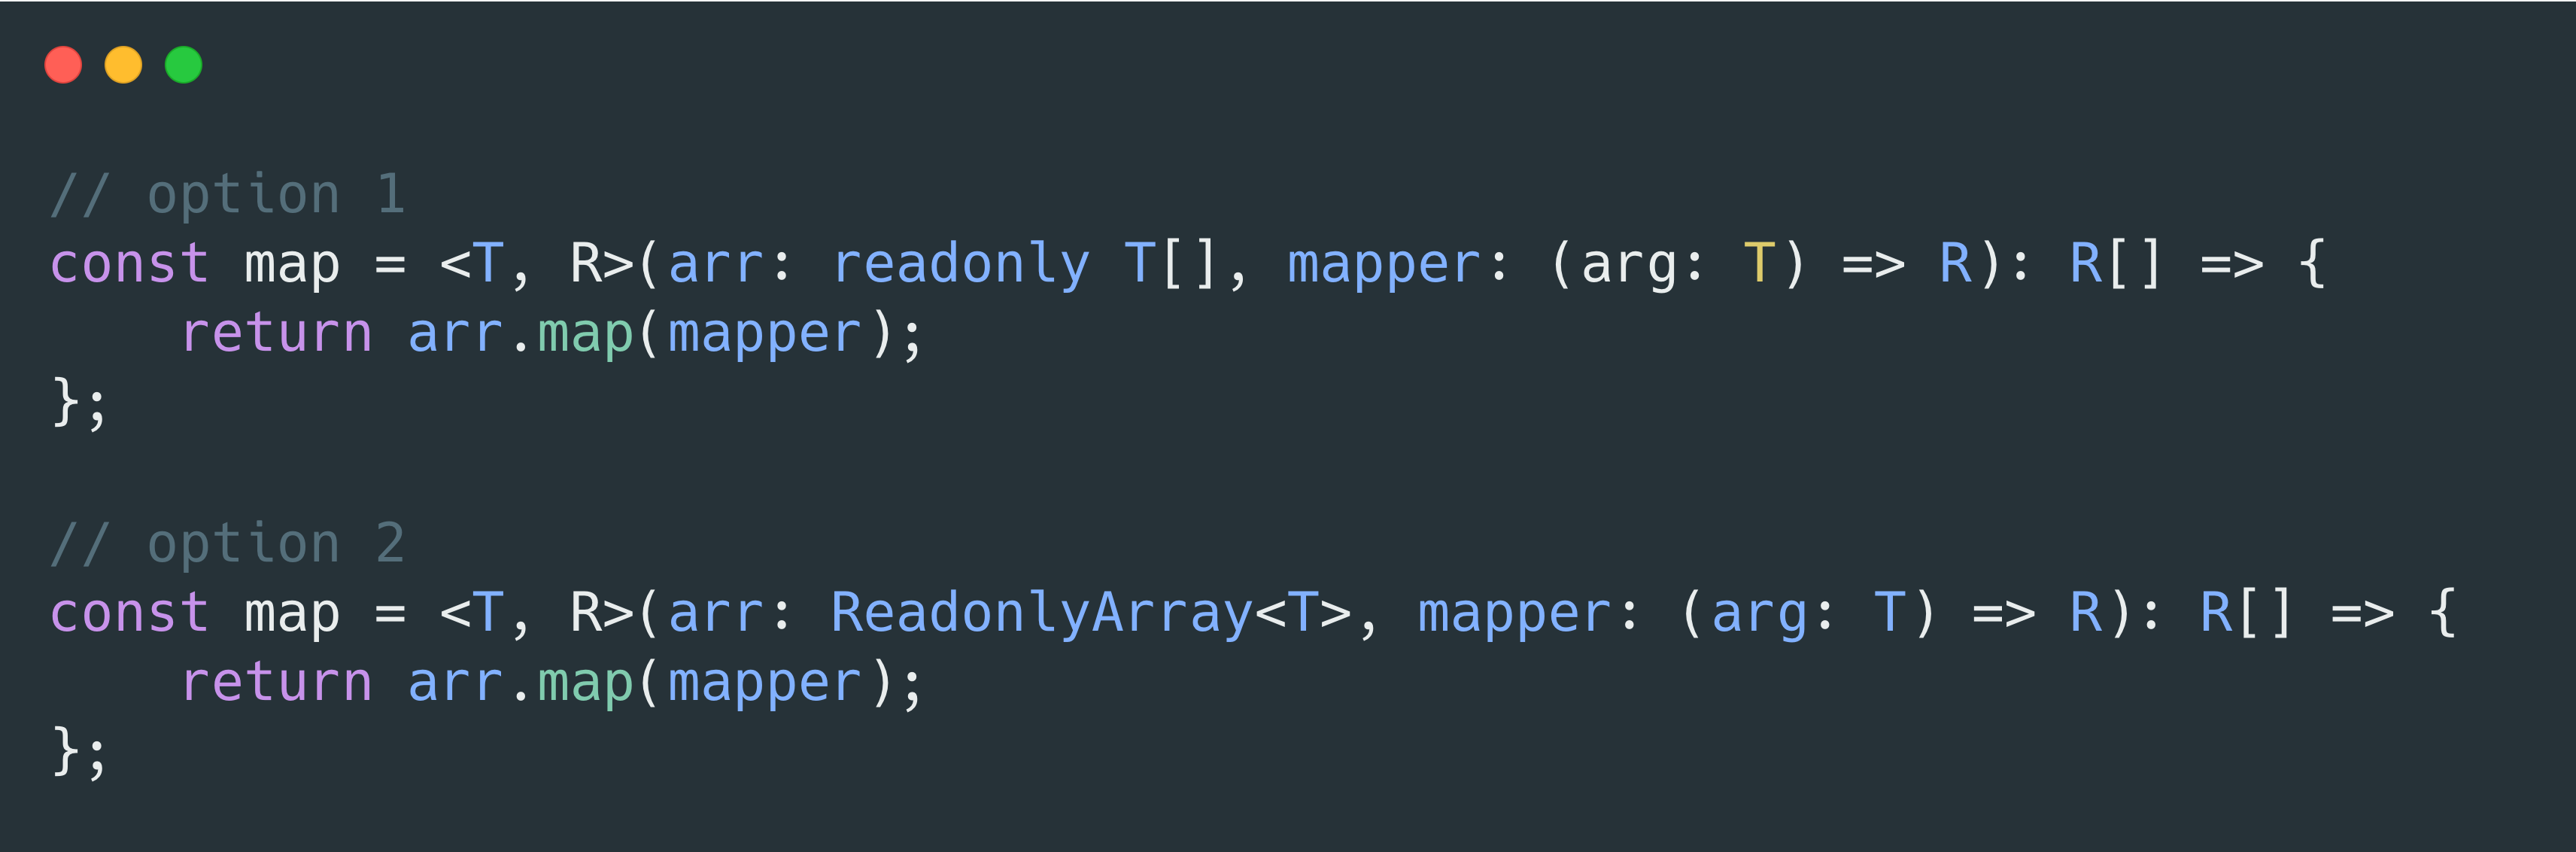 // option 1
const map = <T, R>(arr: readonly T[], mapper: (arg: T) => R): R[] => {
    return arr.map(mapper);
};
// option 2
const map = <T, R>(arr: ReadonlyArray<T>, mapper: (arg: T) => R): R[] => {
    return arr.map(mapper);
};